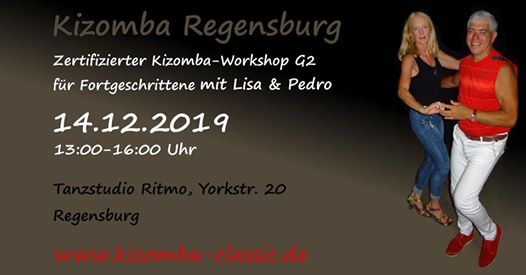 Kizomba Regensburg
Zertifizierter Kizomba-Workshop G2
für Fortgeschrittene mit Lisa & Pedro
14.12.2019
13:00-16:00 Uhr
Tanzstudio Ritmo, Yorkstr. 20
Regensburg
www.kizomba-classic.de